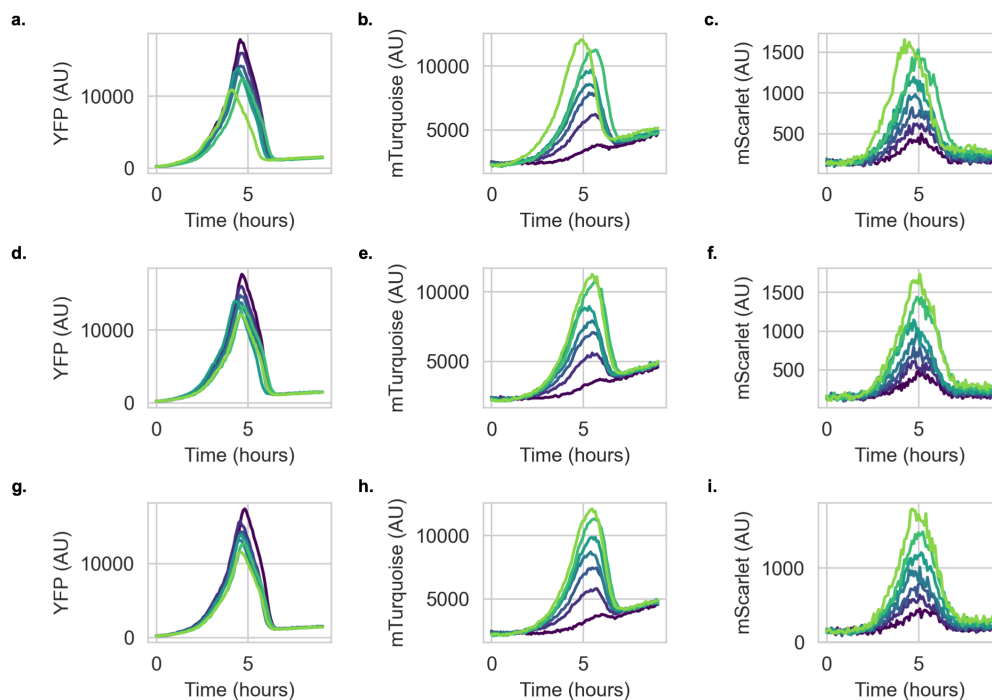 a.
YFP (AU)
10000
0
0
5
Time (hours)
b.
mTurquoise (AU)
10000
5000
0
5
Time (hours)
c.
mScarlet (AU)
1500
1000
500
0
5
Time (hours)
d.
YFP (AU)
10000
0
0
5
Time (hours)
e.
mTurquoise (AU)
10000
5000
0
5
Time (hours)
f.
mScarlet (AU)
1500
1000
500
0
5
Time (hours)
g.
YFP (AU)
10000
0
0
5
Time (hours)
h.
mTurquoise (AU)
10000
5000
0
5
Time (hours)
i.
mScarlet (AU)
1000
0
0
5
Time (hours)